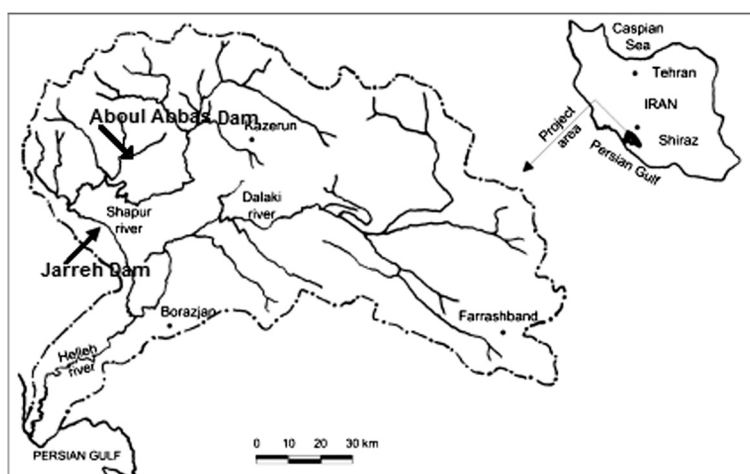 Caspian
Sea
Tehran
IRAN
Shiraz
Project
area
Persian Gulf
Aboul Abbas Dam
Kazerun
Dalaki
river
Shapur
river
Jarreh Dam
Borazjan
Farrashband
Helleh
river
PERSIAN GULF
0 10 20 30 km